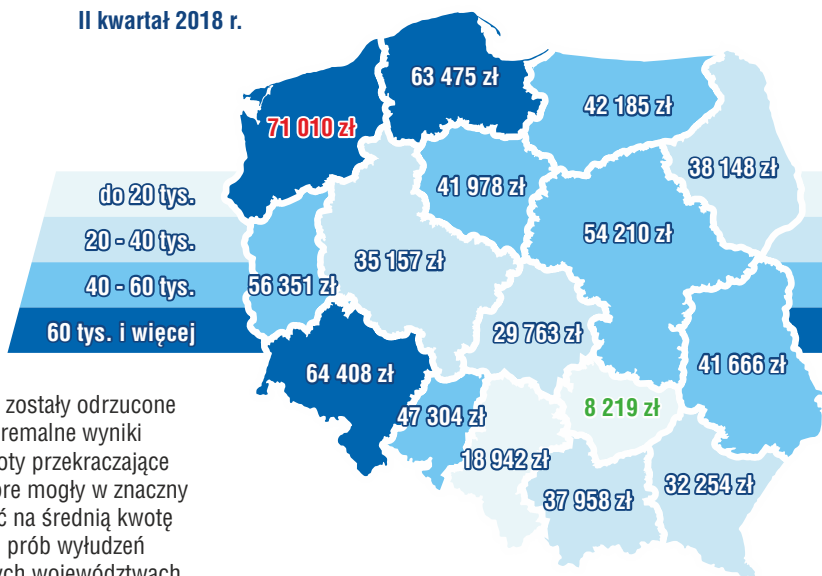 II kwartał 2018 r.
63 475 zł
71 010 zł
42 185 zł
38 148 zł
41 978 zł
do 20 tys.
20 - 40 tys.
40 - 60 tys.
60 tys. i więcej
54 210 zł
35 157 zł
56 351 zł
29 763 zł
41 666 zł
64 408 zł
8 219 zł
47 304 zł
18 942 zł
32 254 zł
37 958 zł
zostały odrzucone
remalne wyniki
oty przekraczające
óre mogły w znaczny
ć na średnią kwotę
prób wyłudzeń
ych województwach